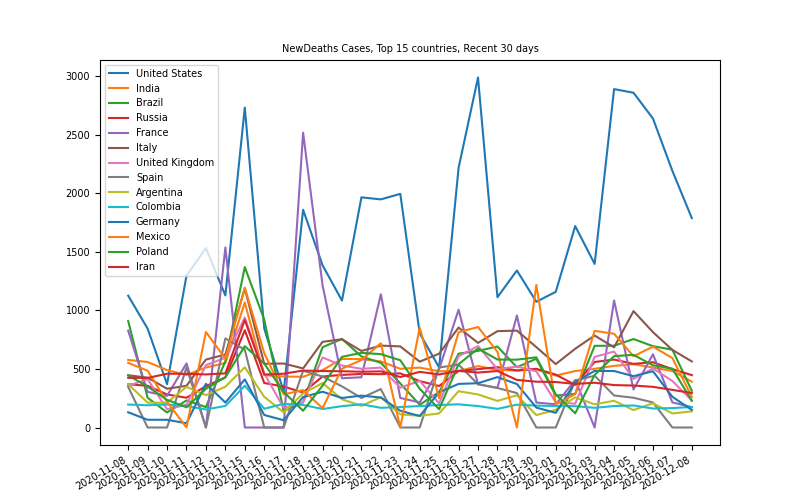 NewDeaths Cases, Top 15 countries, Recent 30 days
3000
2500
2000
1500
1000
500
0
United States
India
Brazil
Russia
France
Italy
United Kingdom
Spain
Argentina
Colombia
Germany
Mexico
Poland
Iran
2020-11-08
2020-11-09
2020-11-10
2020-11-11
2020-11-12
2020-11-13
2020-11-15
2020-11-16
2020-11-17
2020-11-18
2020-11-19
2020-11-20
2020-11-21
2020-11-22
2020-11-23
2020-11-24
2020-11-25
2020-11-26
2020-11-27
2020-11-28
2020-11-29
2020-11-30
2020-12-01
2020-12-02
2020-12-03
2020-12-04
2020-12-05
2020-12-06
2020-12-07
2020-12-08